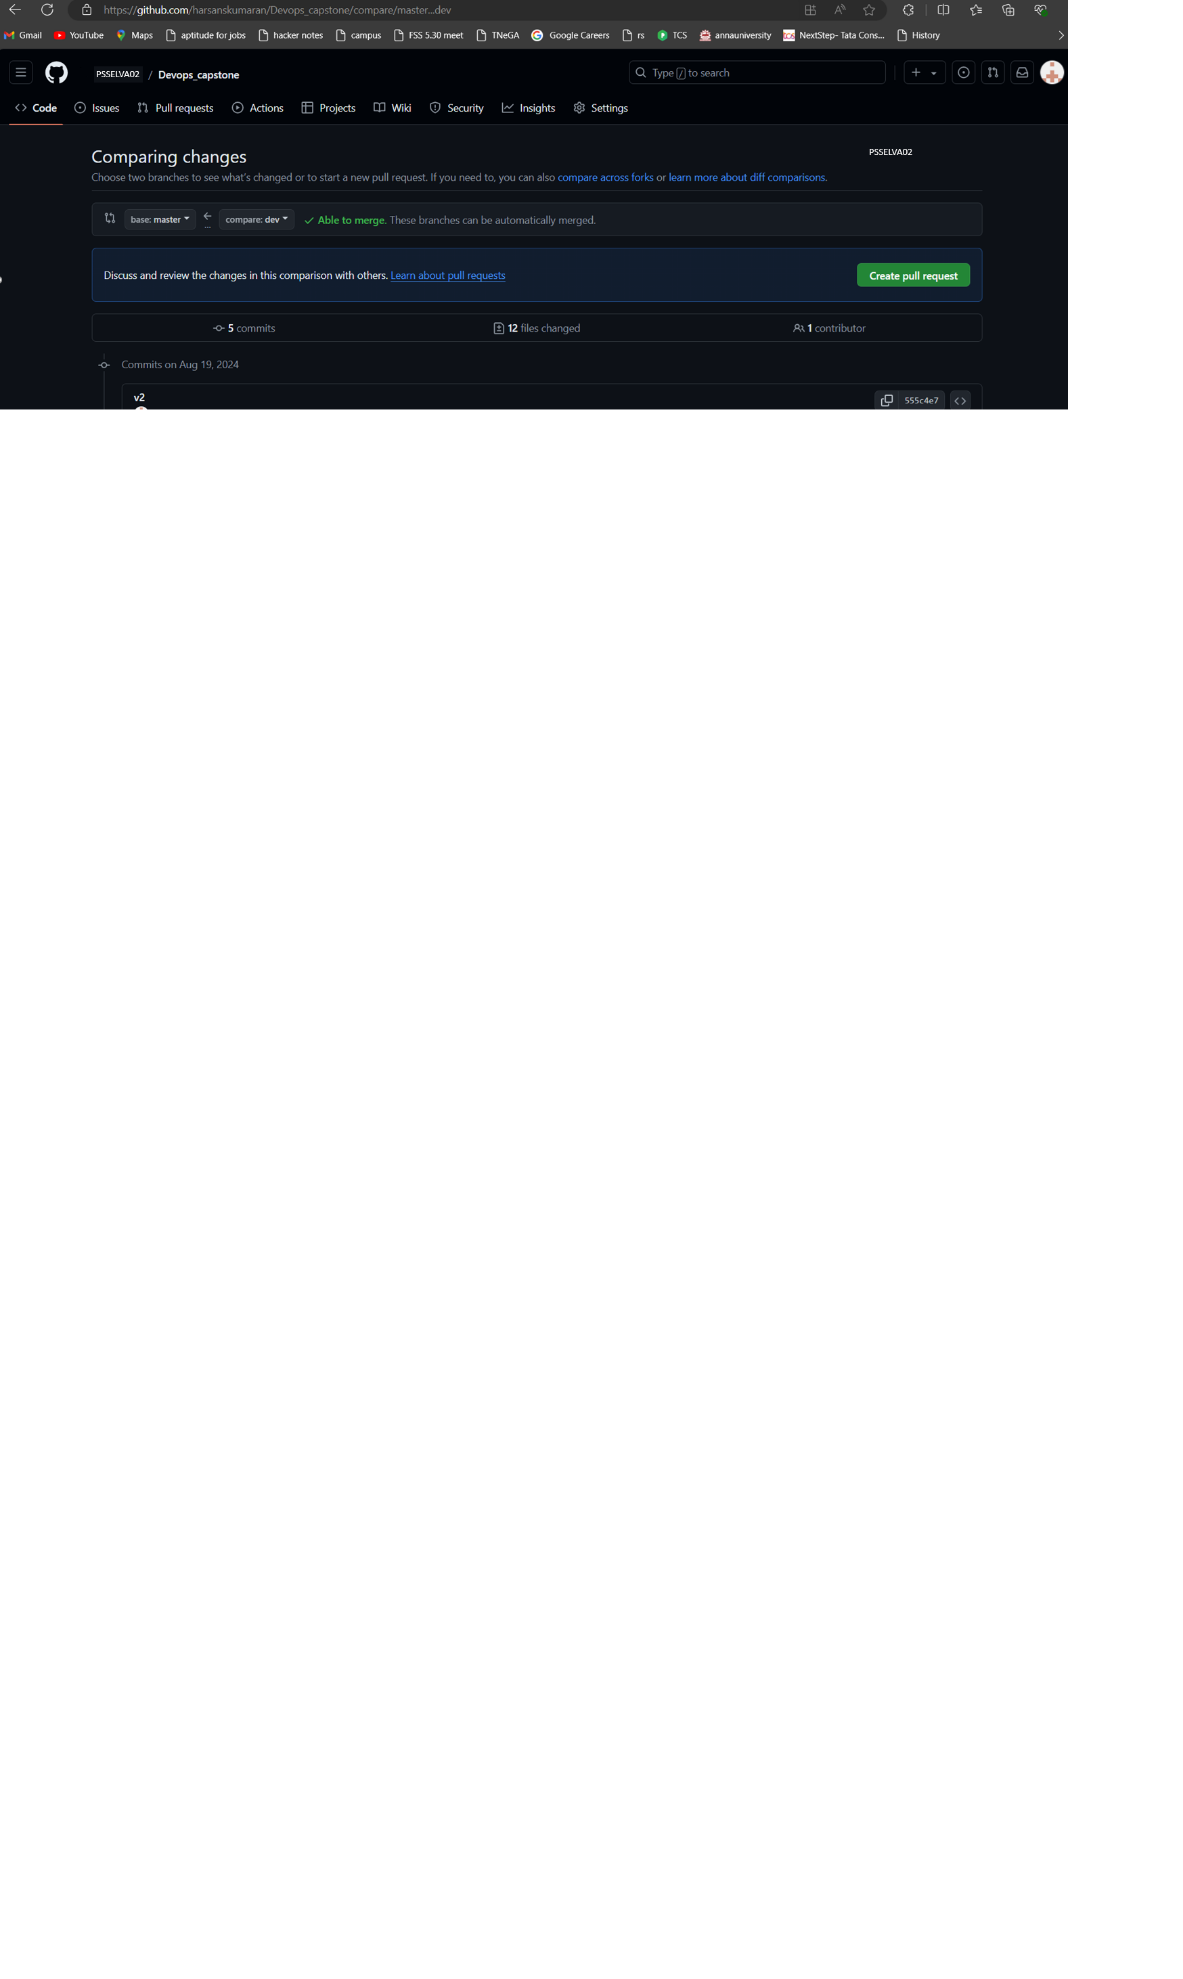 https://github.com/harsanskumaran/Devops_capstone/compare/master...dev
Gmail YouTube Maps aptitude for jobs hacker notes campus FSS 5.30 meet TNeGA Google Careers rs TCS annauniversity NextStep- Tata Cons... History
PSSELVA02 / Devops_capstone Type / to search
Code Issues Pull requests Actions Projects Wiki Security Insights Settings
Comparing changes
PSSELVA02
Choose two branches to see what's changed or to start a new pull request. If you need to, you can also compare across forks or learn more about diff comparisons.
base: master ... compare: dev Able to merge. These branches can be automatically merged.
Discuss and review the changes in this comparison with others. Learn about pull requests Create pull request
5 commits 12 files changed 1 contributor
Commits on Aug 19, 2024
v2 555c4e7